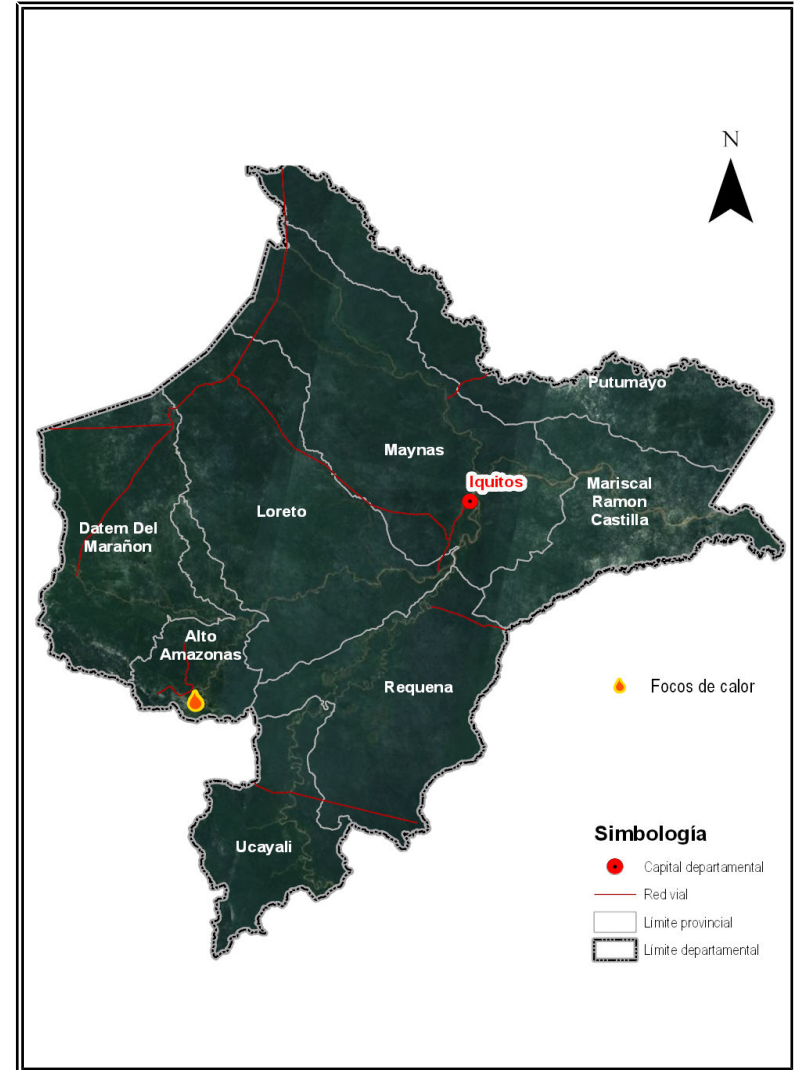 N
Putumayo
Maynas
Iquitos
Mariscal
Ramon
Castilla
Loreto
Datem Del
Marañon
Alto
Amazonas
Requena
Focos de calor
Ucayali
Simbología
Capital departamental
Red vial
Límite provincial
Límite departamental